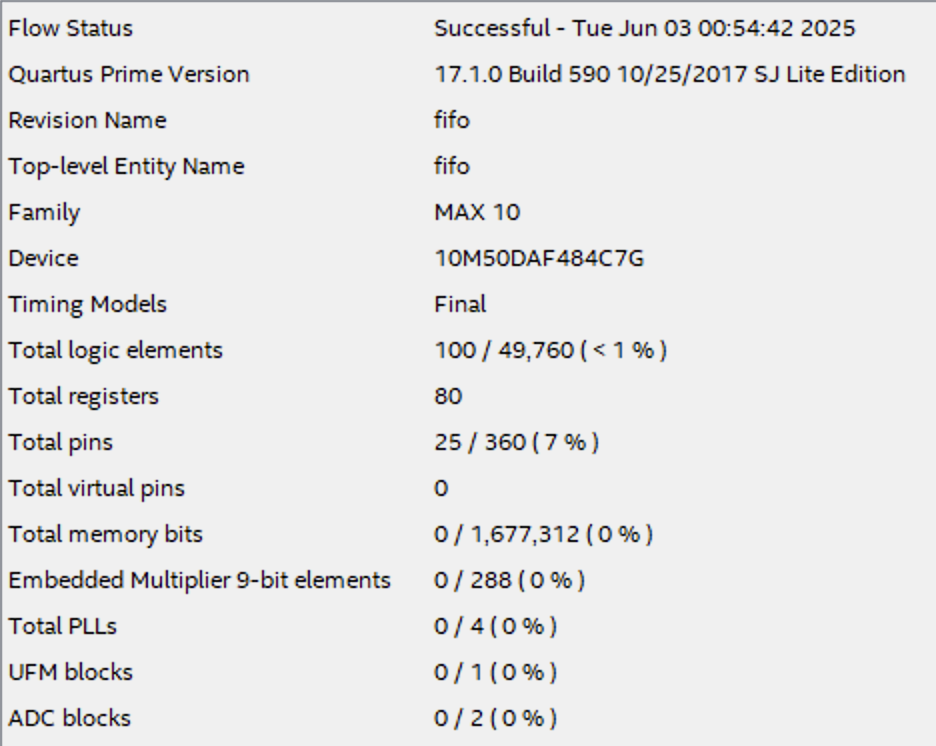 Flow Status Successful - Tue Jun 03 00:54:42 2025
Quartus Prime Version 17.1.0 Build 590 10/25/2017 SJ Lite Edition
Revision Name fifo
Top-level Entity Name fifo
Family MAX 10
Device 10M50DAF484C7G
Timing Models Final
Total logic elements 100 / 49,760 ( < 1 % )
Total registers 80
Total pins 25 / 360 ( 7 % )
Total virtual pins 0
Total memory bits 0 / 1,677,312 ( 0 % )
Embedded Multiplier 9-bit elements 0 / 288 ( 0 % )
Total PLLs 0 / 4 ( 0 % )
UFM blocks 0 / 1 ( 0 % )
ADC blocks 0 / 2 ( 0 % )